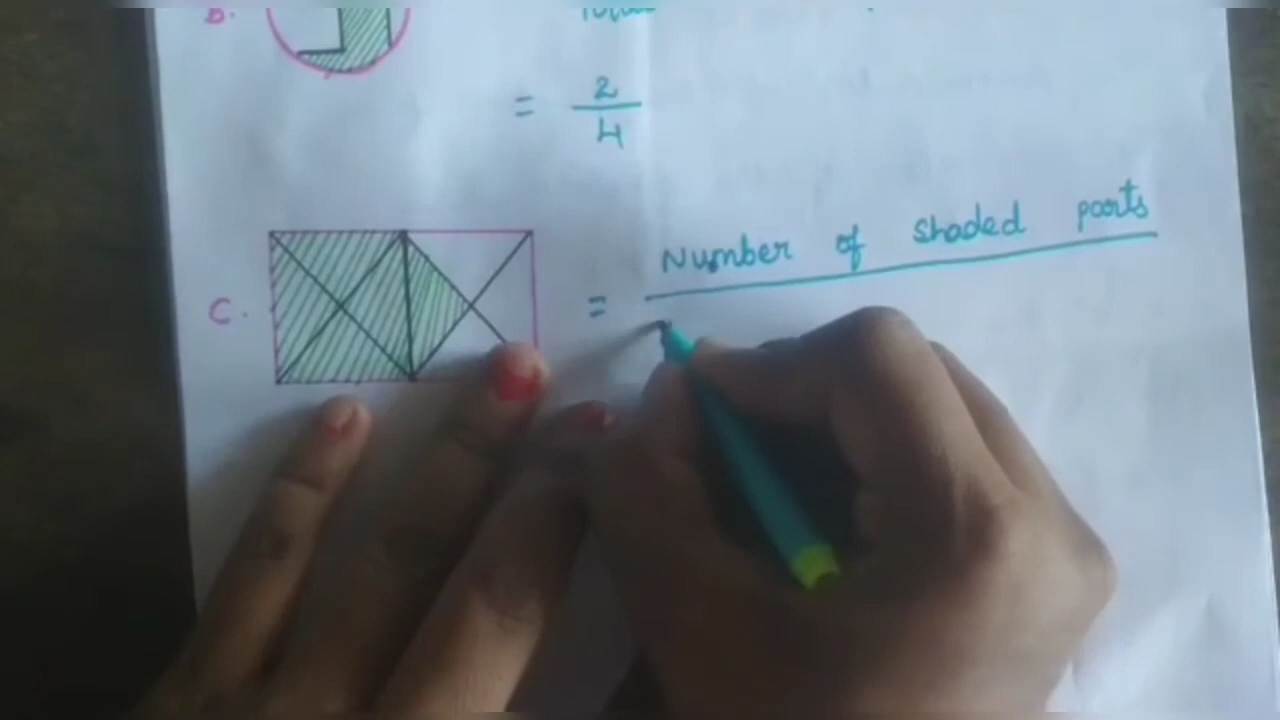 B.
= 2/4
C. = Number of shaded parts